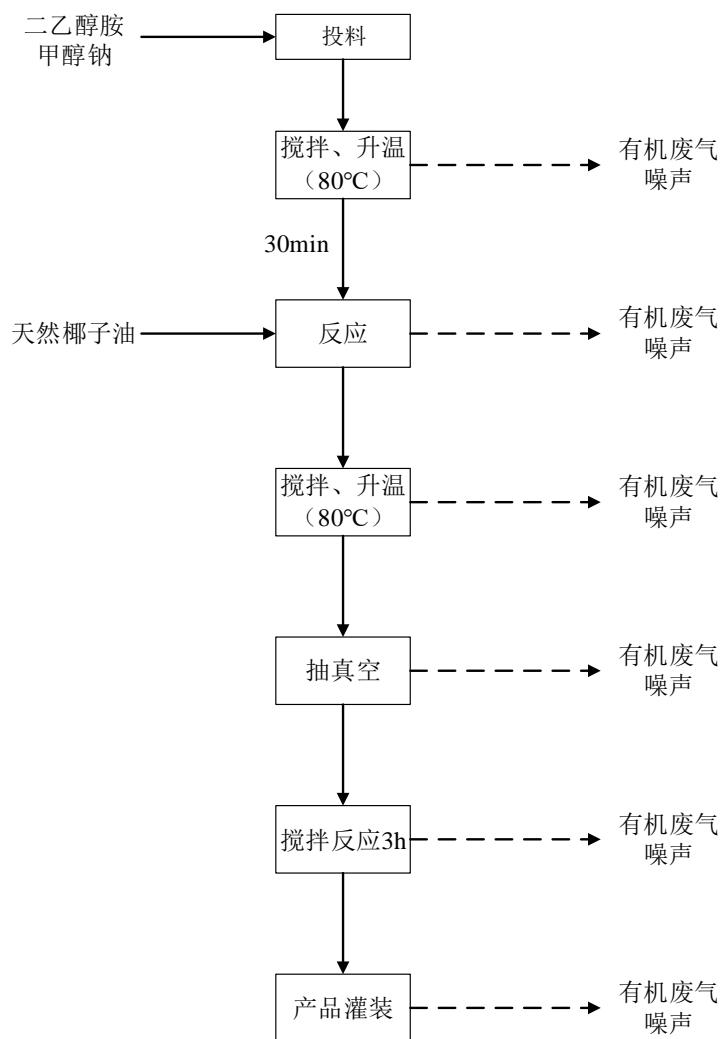 二乙醇胺
甲醇钠
投料
搅拌、升温
（80℃）
有机废气
噪声
30min
天然椰子油
反应
有机废气
噪声
搅拌、升温
（80℃）
有机废气
噪声
抽真空
有机废气
噪声
搅拌反应3h
有机废气
噪声
产品灌装
有机废气
噪声